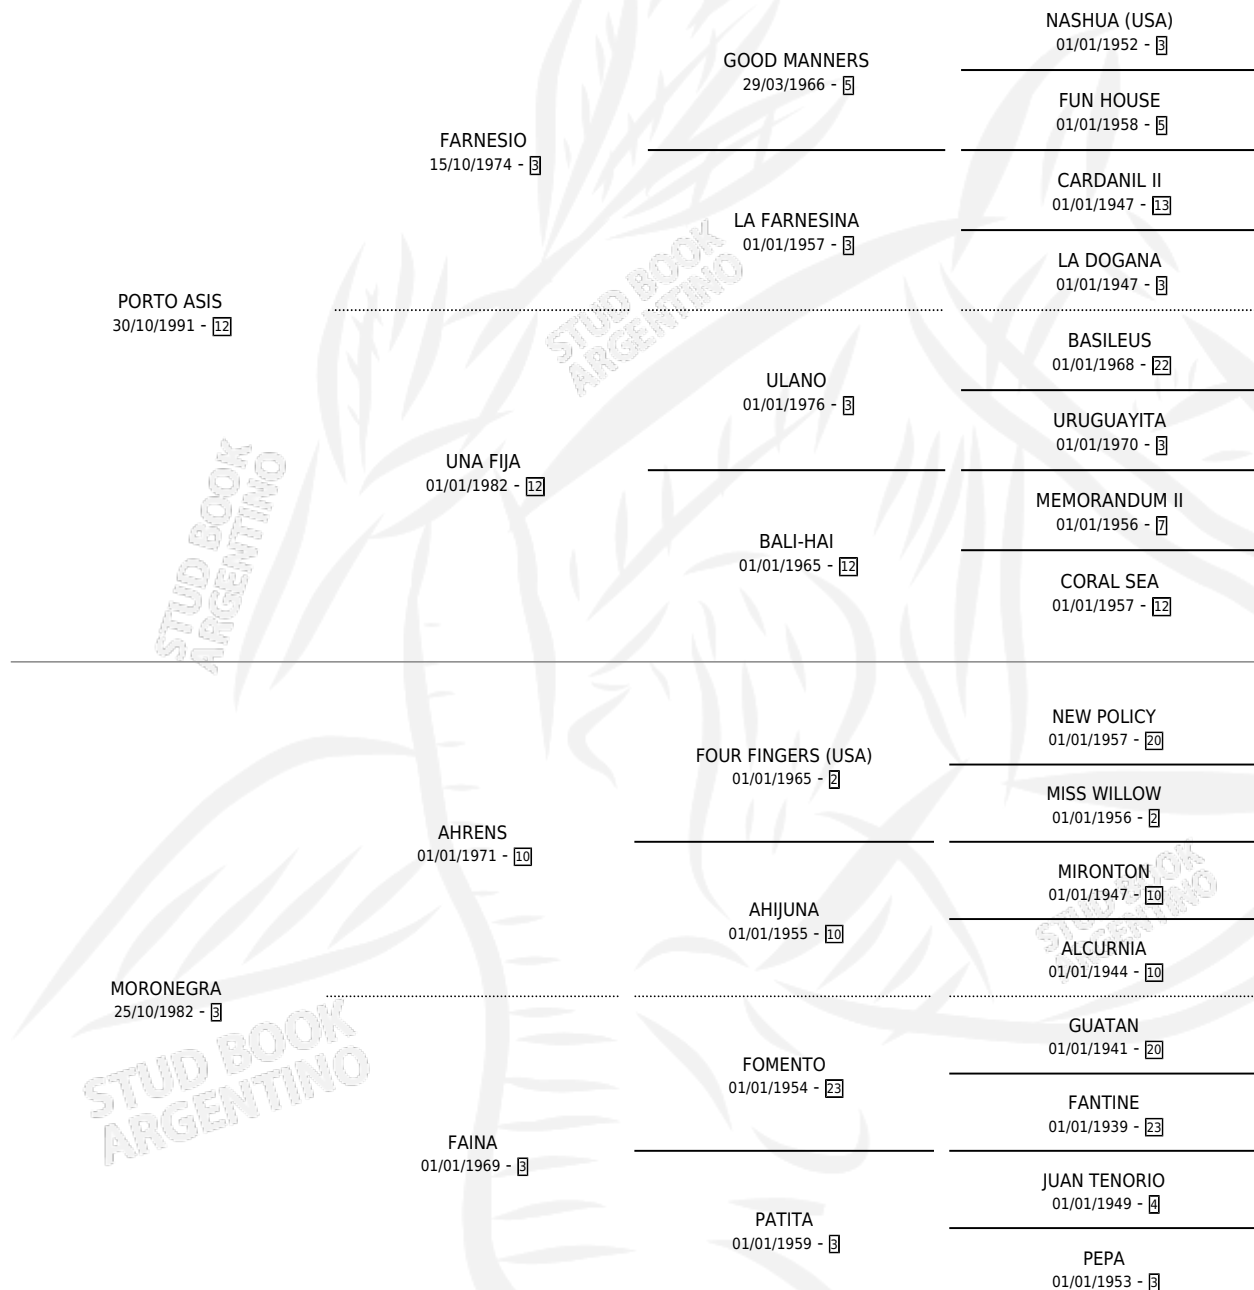 NASHUA (USA)
01/01/1952 - 3
GOOD MANNERS
29/03/1966 - 5
FUN HOUSE
01/01/1958 - 5
FARNESIO
15/10/1974 - 3
CARDANIL II
01/01/1947 - 13
LA FARNESINA
01/01/1957 - 3
LA DOGANA
01/01/1947 - 3
PORTO ASIS
30/10/1991 - 12
BASILEUS
01/01/1968 - 22
ULANO
01/01/1976 - 3
URUGUAYITA
01/01/1970 - 3
UNA FIJA
01/01/1982 - 12
MEMORANDUM II
01/01/1956 - 7
BALI-HAI
01/01/1965 - 12
CORAL SEA
01/01/1957 - 12
STUD BOOK
ARGENTINO
STUD BOOK
ARGENTINO
NEW POLICY
01/01/1957 - 20
FOUR FINGERS (USA)
01/01/1965 - 2
MISS WILLOW
01/01/1956 - 2
AHRENS
01/01/1971 - 10
MIRONTON
01/01/1947 - 10
AHIJUNA
01/01/1955 - 10
ALCURNIA
01/01/1944 - 10
MORONEGRA
25/10/1982 - 3
GUATAN
01/01/1941 - 20
FOMENTO
01/01/1954 - 23
FANTINE
01/01/1939 - 23
FAINA
01/01/1969 - 3
JUAN TENORIO
01/01/1949 - 4
PATITA
01/01/1959 - 3
PEPA
01/01/1953 - 3
STUD BOOK
ARGENTINO
STUD BOOK
ARGENTINO